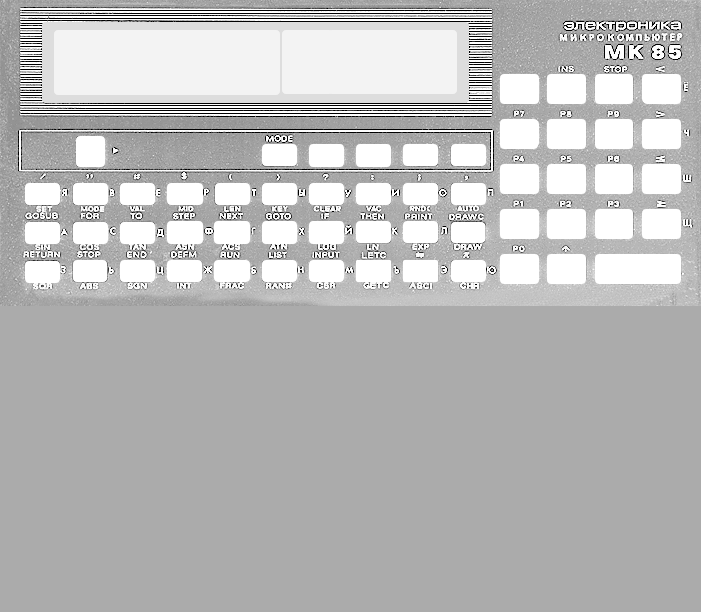 электроника
МИКРОКОМПЬЮТЕР
МК 85
INS STOP <
Ё
P7 P8 P9 >
Ч
P4 P5 P6 ≤
Ш
P1 P2 P3 ≥
Щ
P0
MODE
" # $ ( ) ? : ; ,
Я В Е Р Т Ы У И О П
SET MODE VAL MID LEN KEY CLEAR VAC RND( AUTO
GOSUB FOR TO STEP NEXT GOTO IF THEN PRINT DRAWC
А С Д Ф Г Х Й К Л
SIN COS TAN ASN ACS ATN LOG LN EXP DRAW
RETURN STOP END DEFM RUN LIST INPUT LETC π
З Ь Ц Ж Б Н М Ъ Э Ю
SQR ABS SGN INT FRAC RAN# CSR GETC ASCI CHR